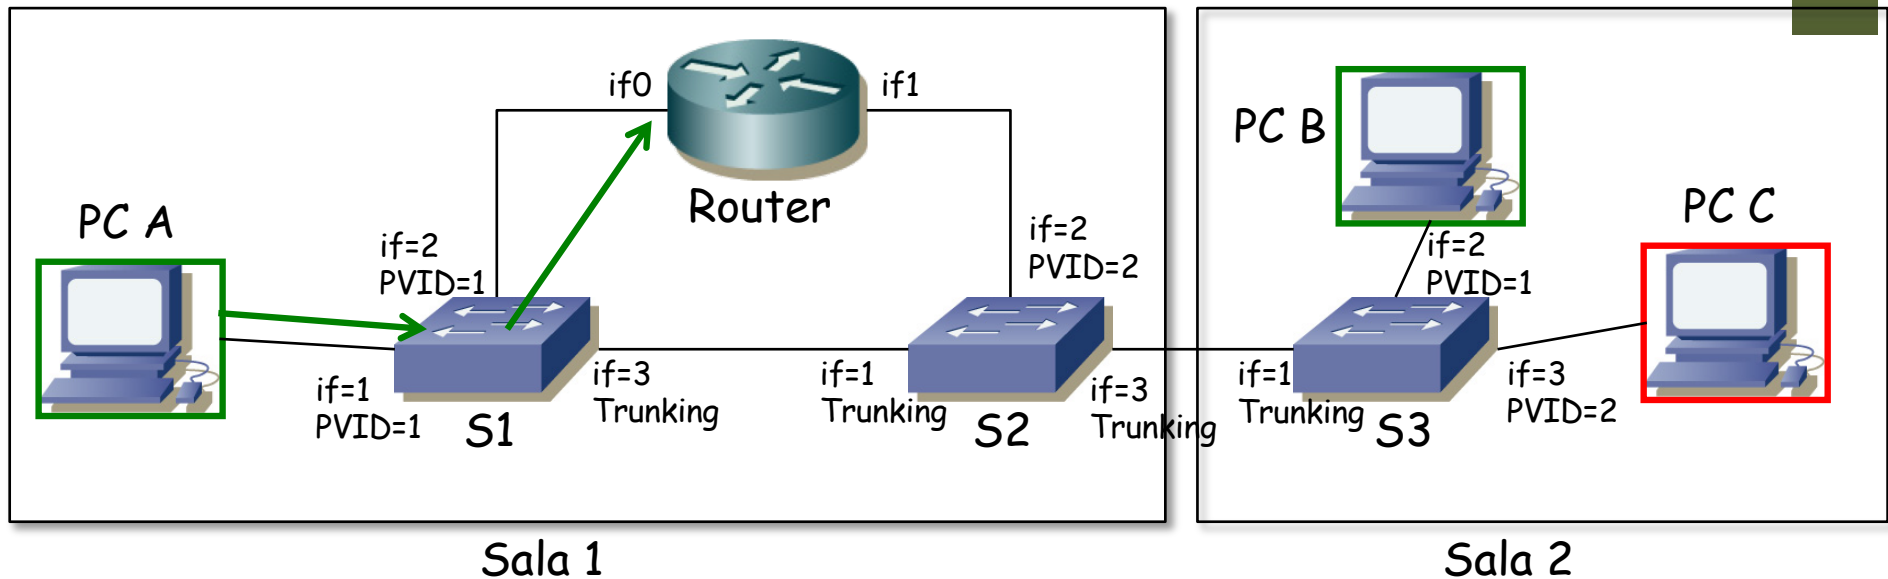 if0
if1
Router
PC A
if=2
PVID=1
if=1
PVID=1
S1
if=3
Trunking
if=2
PVID=2
if=1
Trunking
S2
if=3
Trunking
PC B
if=2
PVID=1
PC C
if=1
Trunking
S3
if=3
PVID=2
Sala 1
Sala 2